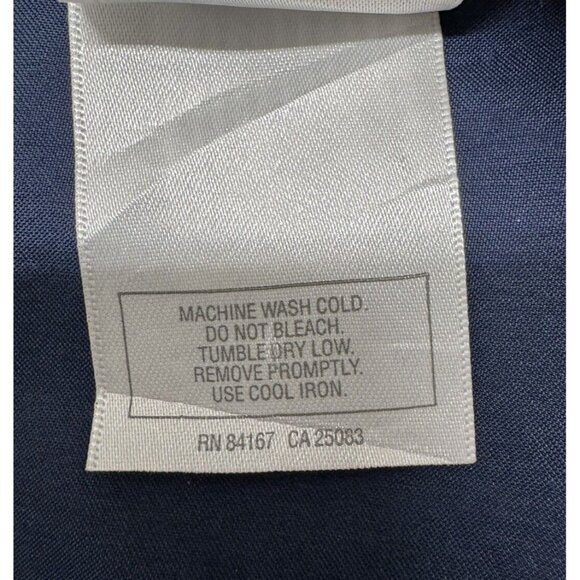 MACHINE WASH COLD.
DO NOT BLEACH.
TUMBLE DRY LOW.
REMOVE PROMPTLY.
USE COOL IRON.
RN 84167 CA 25083